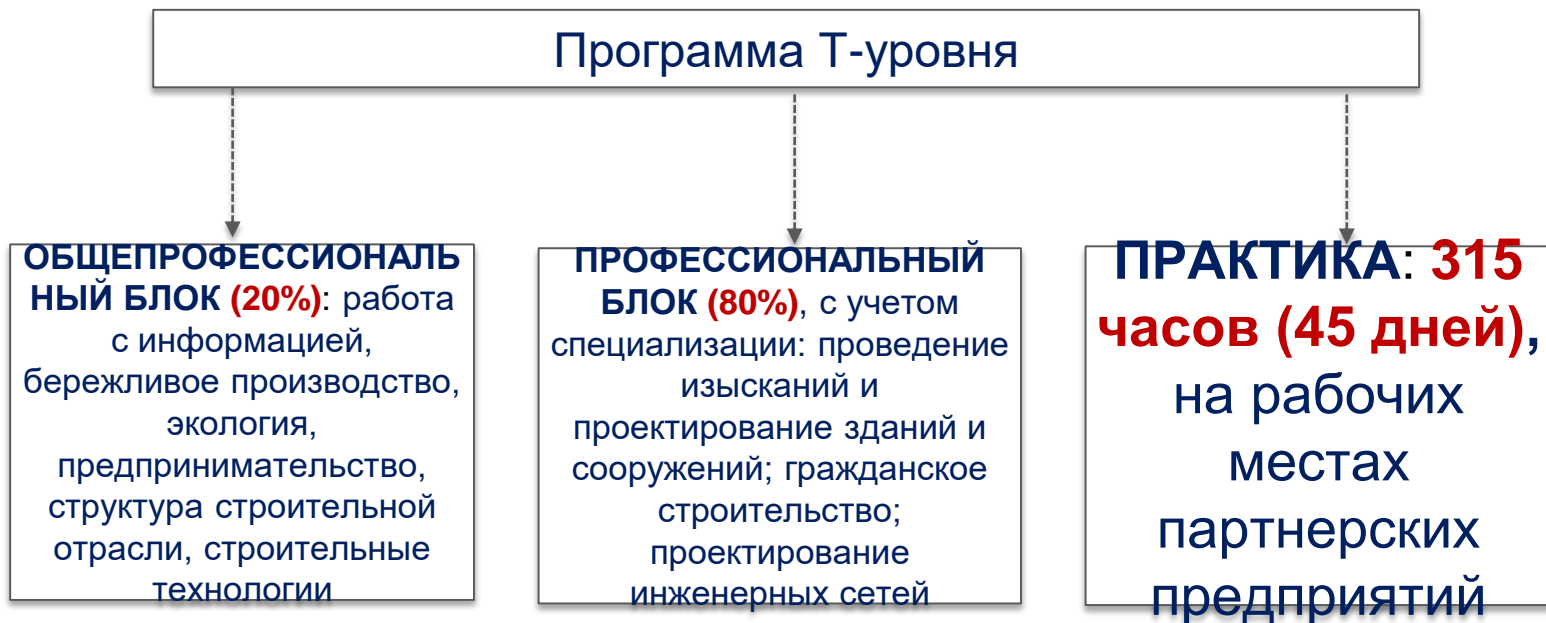 Программа Т-уровня
ОБЩЕПРОФЕССИОНАЛЬ
НЫЙ БЛОК (20%): работа
с информацией,
бережливое производство,
экология,
предпринимательство,
структура строительной
отрасли, строительные
технологии
ПРОФЕССИОНАЛЬНЫЙ
БЛОК (80%), с учетом
специализации: проведение
изысканий и
проектирование зданий и
сооружений; гражданское
строительство;
проектирование
инженерных сетей
ПРАКТИКА: 315
часов (45 дней),
на рабочих
местах
партнерских
предприятий